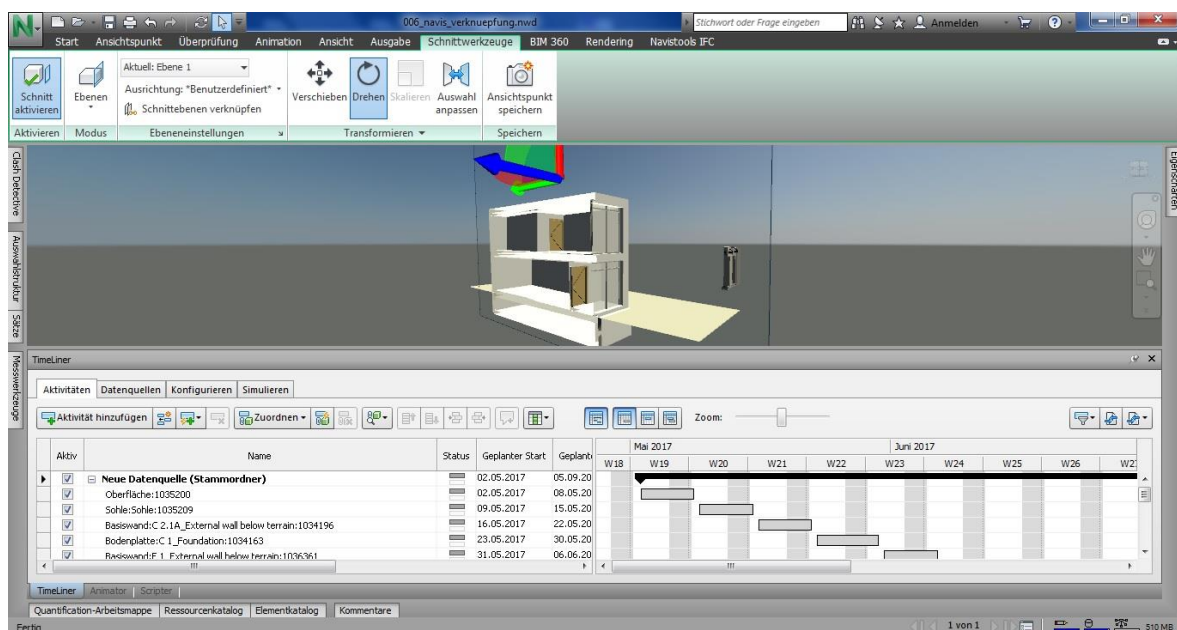 006_navis_verknuepfung.nwd
Stichwort oder Frage eingeben
Anmelden
Start Ansichtspunkt Überprüfung Animation Ansicht Ausgabe Schnittwerkzeuge BIM 360 Rendering Navistools IFC
Schnitt aktivieren
Ebenen
Aktuell: Ebene 1
Ausrichtung: "Benutzerdefiniert"
Schnittebenen verknüpfen
Verschieben Drehen Skalieren Auswahl anpassen
Ansichtspunkt speichern
Aktivieren Modus Ebeneneinstellungen Transformieren Speichern
Clash Detective
Auswahlstruktur
Sätze
Messwerkzeuge
Eigenschaften
TimeLiner
Aktivitäten Datenquellen Konfigurieren Simulieren
Aktivität hinzufügen Zuordnen Zoom:
Aktiv Name Status Geplanter Start Geplante
Mai 2017 Juni 2017
W18 W19 W20 W21 W22 W23 W24 W25 W26 W27
Neue Datenquelle (Stammordner) 02.05.2017 05.09.20
Oberfläche:1035200 02.05.2017 08.05.20
Sohle:Sohle:1035209 09.05.2017 15.05.20
Basiswand:C 2.1A_External wall below terrain:1034196 16.05.2017 22.05.20
Bodenplatte:C 1_Foundation:1034163 23.05.2017 30.05.20
Basiswand:F 1_External wall below terrain:1036361 31.05.2017 06.06.20
TimeLiner Animator Scripter
Quantification-Arbeitsmappe Ressourcenkatalog Elementkatalog Kommentare
Fertig
1 von 1
510 MB